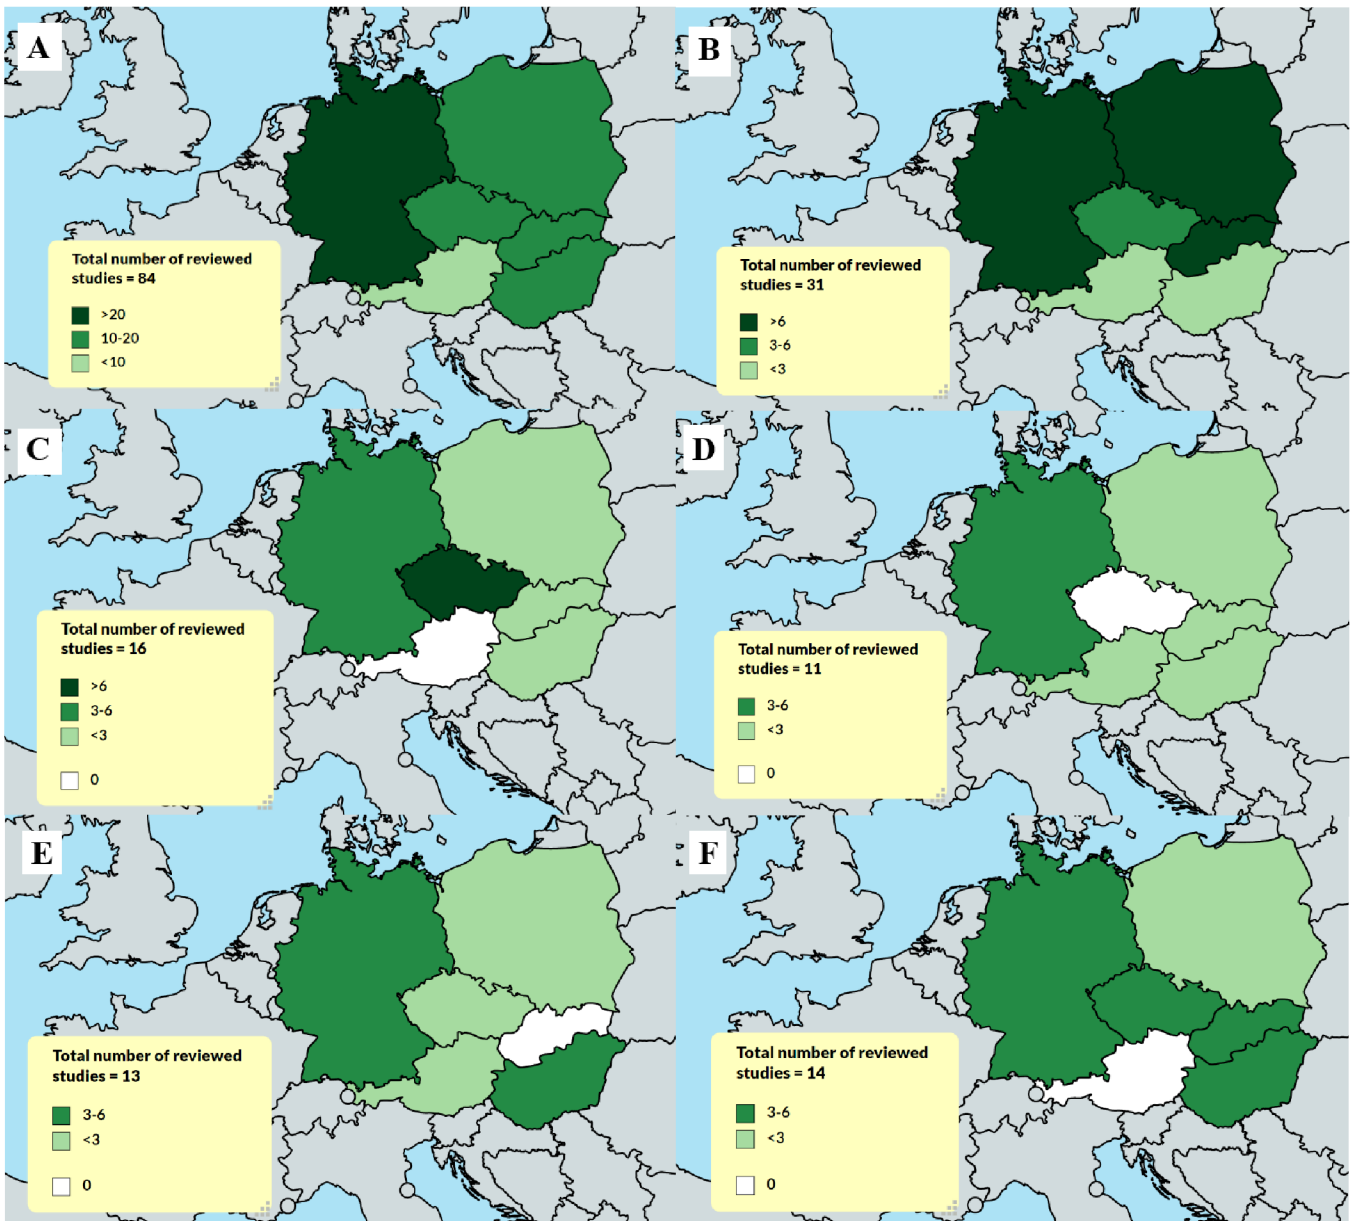 A
Total number of reviewed
studies = 84
>20
10-20
<10
B
Total number of reviewed
studies = 31
>6
3-6
<3
C
Total number of reviewed
studies = 16
>6
3-6
<3
0
D
Total number of reviewed
studies = 11
3-6
<3
0
E
Total number of reviewed
studies = 13
3-6
<3
0
F
Total number of reviewed
studies = 14
3-6
<3
0